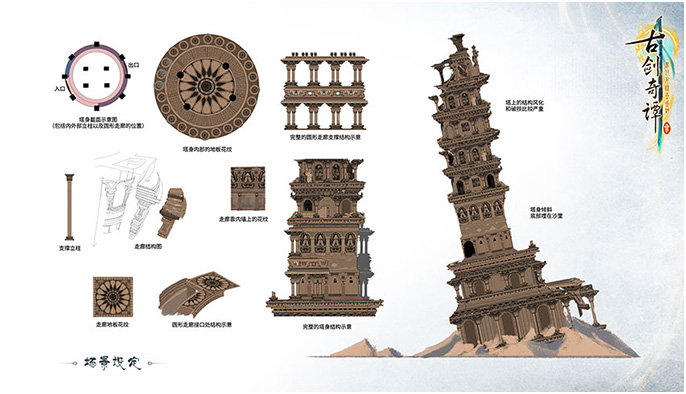 古剑奇谭
出口
入口
塔身截面示意图
(包括内外部立柱以及圆形走廊的位置)
塔身内部的地板花纹
完整的圆形走廊支撑结构示意
塔上的结构风化
和破损比较严重
支撑立柱
走廊结构图
走廊靠内墙上的花纹
塔身倾斜
底部埋在沙里
走廊地板花纹
圆形走廊接口处结构示意
完整的塔身结构示意
场景设定